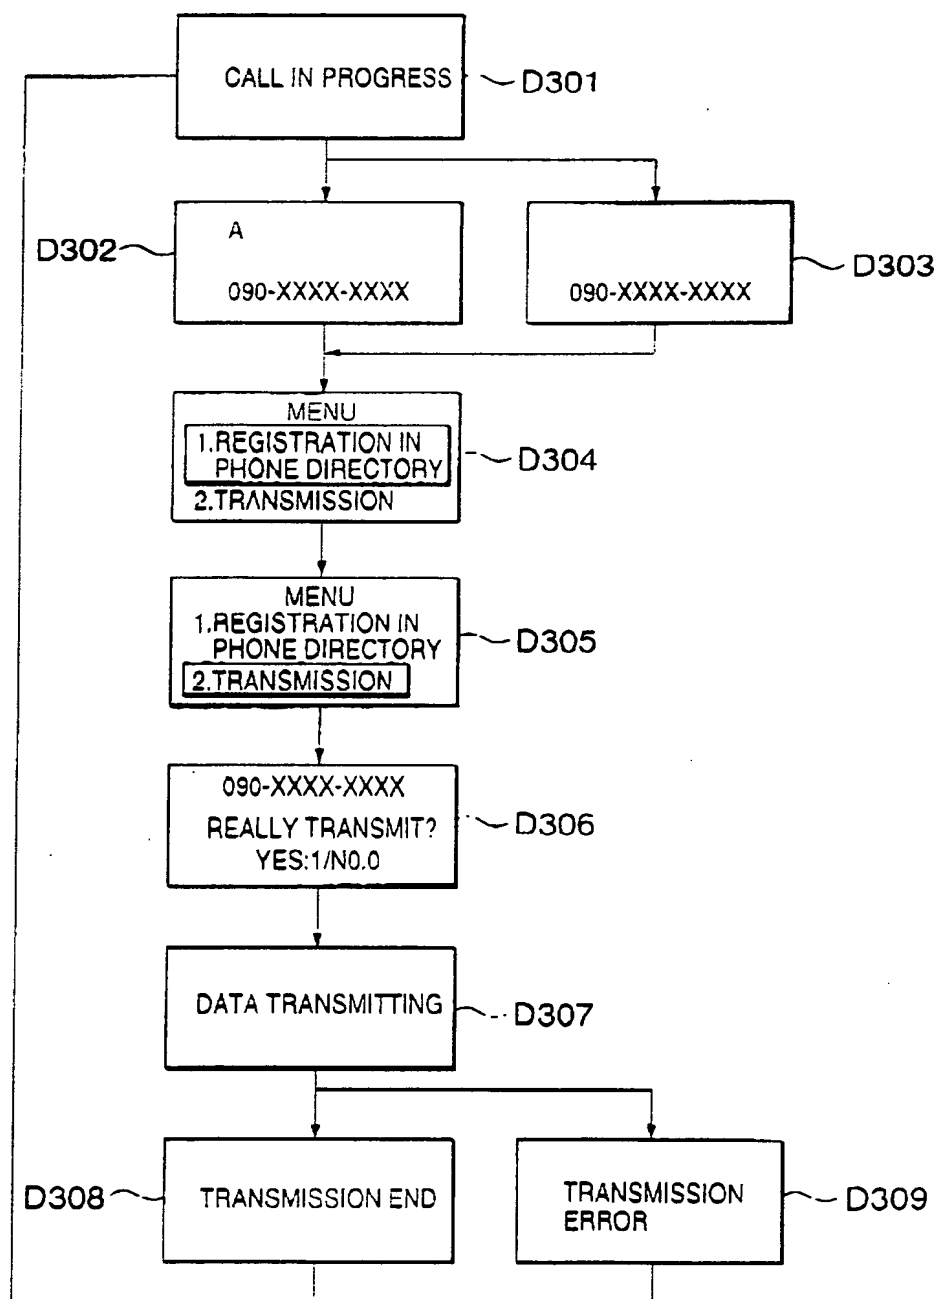 CALL IN PROGRESS
D301
D302
A
090-XXXX-XXXX
090-XXXX-XXXX
D303
MENU
1.REGISTRATION IN
PHONE DIRECTORY
2.TRANSMISSION
D304
MENU
1.REGISTRATION IN
PHONE DIRECTORY
2.TRANSMISSION
D305
090-XXXX-XXXX
REALLY TRANSMIT?
YES:1/N0.0
D306
DATA TRANSMITTING
D307
D308
TRANSMISSION END
TRANSMISSION
ERROR
D309